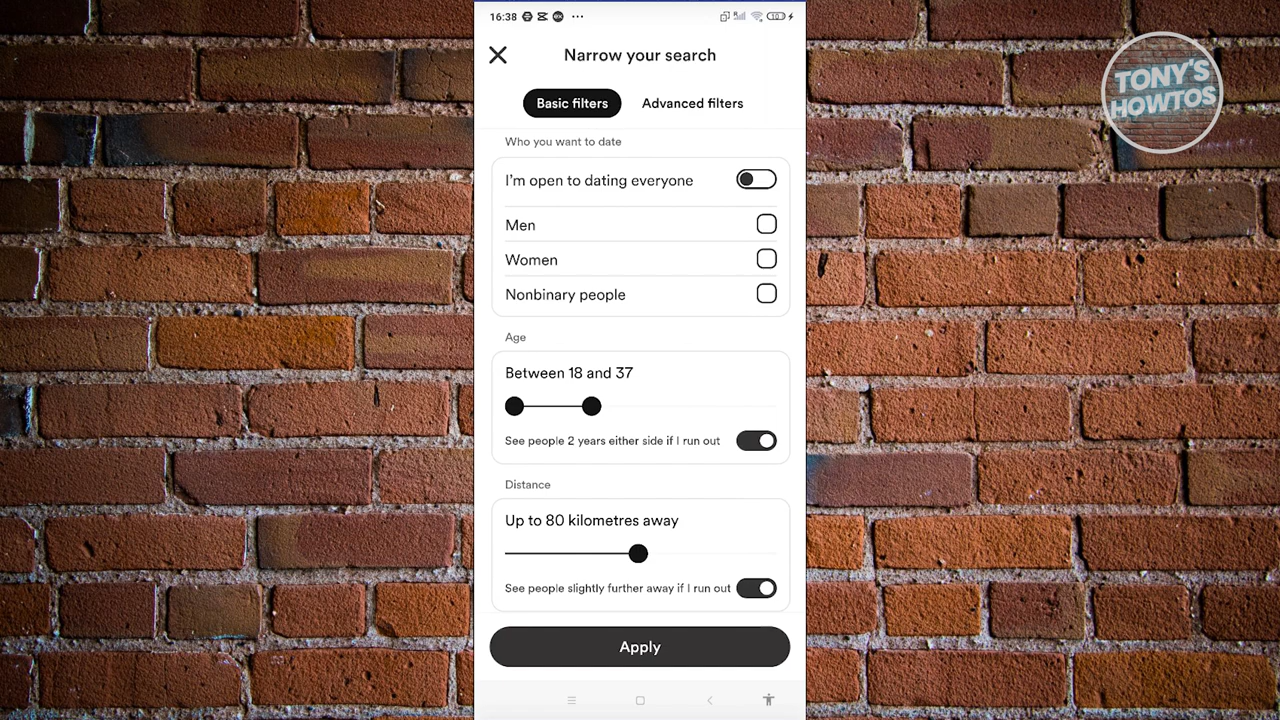 16:38
TONY'S
HOWTOS
Narrow your search
Basic filters
Advanced filters
Who you want to date
I'm open to dating everyone
Men
Women
Nonbinary people
Age
Between 18 and 37
See people 2 years either side if I run out
Distance
Up to 80 kilometres away
See people slightly further away if I run out
Apply